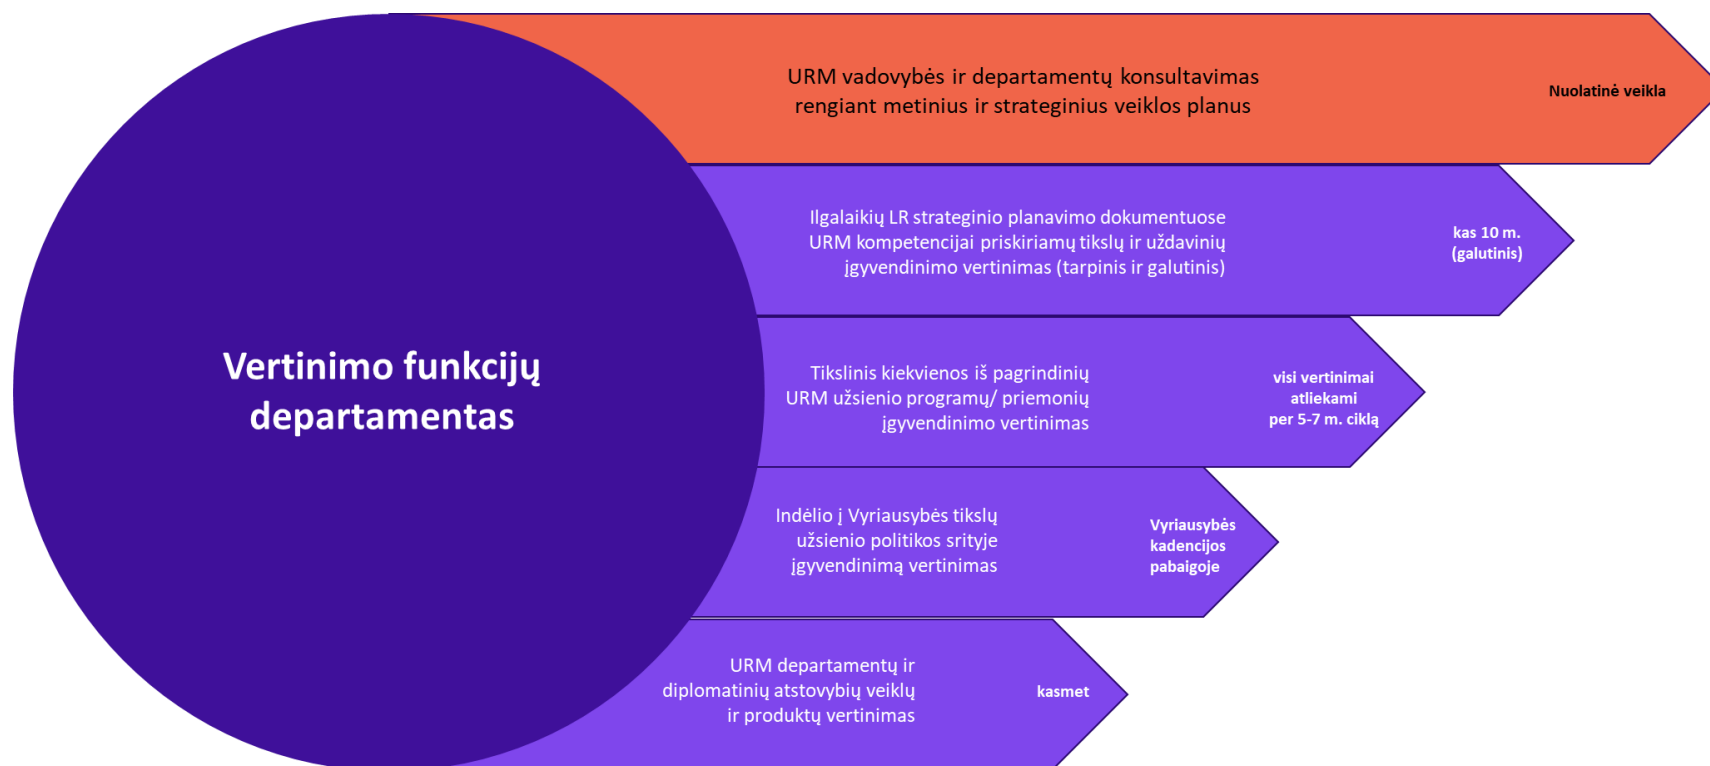 Vertinimo funkcijų
departamentas
URM vadovybės ir departamentų konsultavimas
rengiant metinius ir strateginius veiklos planus
Nuolatinė veikla
Ilgalaikių LR strateginio planavimo dokumentuose
URM kompetencijai priskiriamų tikslų ir uždavinių
įgyvendinimo vertinimas (tarpinis ir galutinis)
kas 10 m.
(galutinis)
Tikslinis kiekvienos iš pagrindinių
URM užsienio programų/ priemonių
įgyvendinimo vertinimas
visi vertinimai
atliekami
per 5-7 m. ciklą
Indėlio į Vyriausybės tikslų
užsienio politikos srityje
įgyvendinimą vertinimas
Vyriausybės
kadencijos
pabaigoje
URM departamentų ir
diplomatinių atstovybių veiklų
ir produktų vertinimas
kasmet